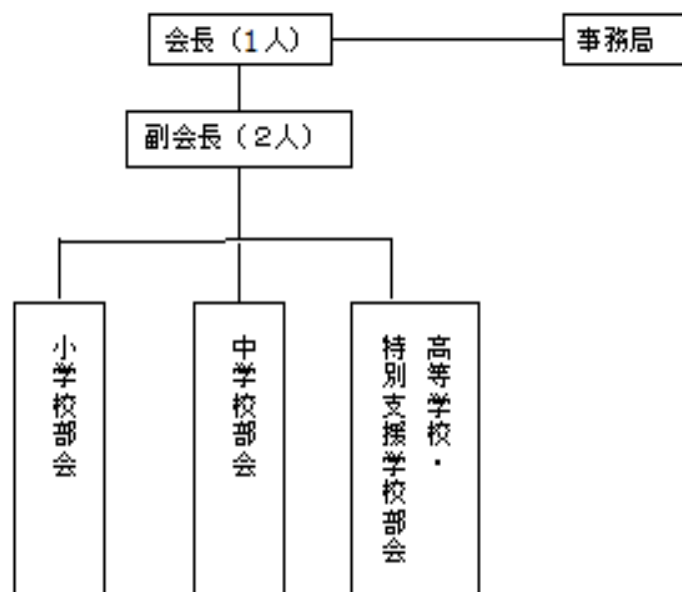 会長（1人）
事務局
副会長（２人）
小学校部会
中学校部会
高等学校・
特別支援学校部会